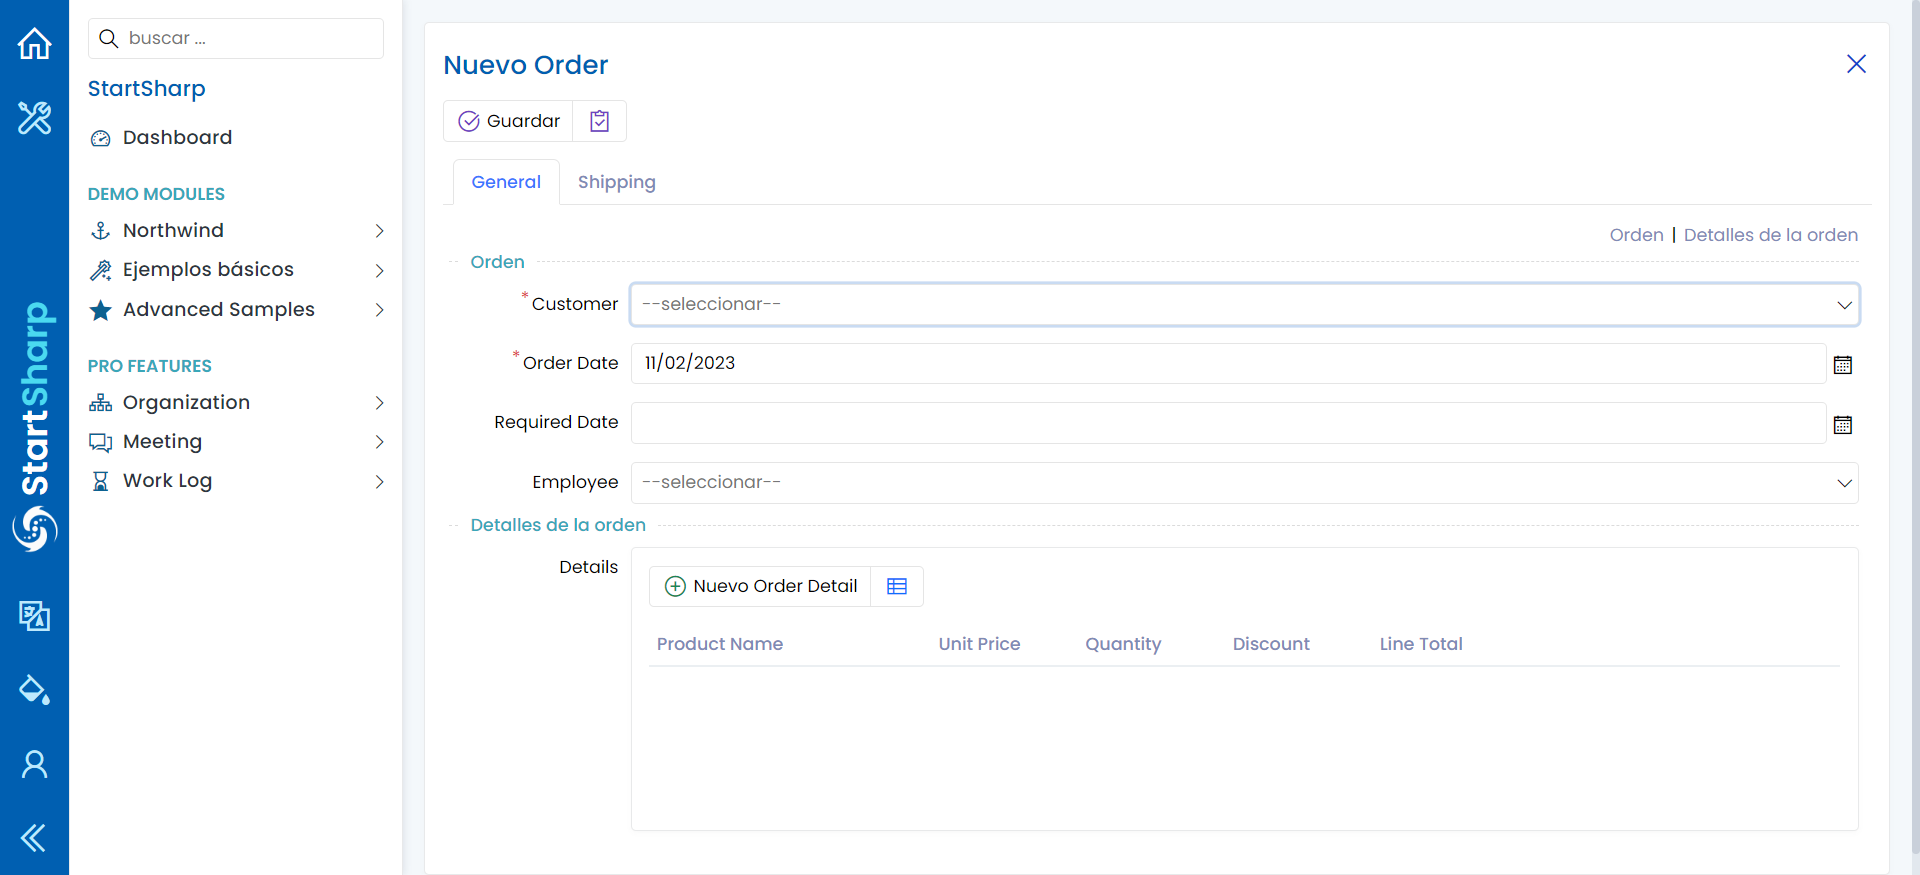 StartSharp
buscar ...
StartSharp
Dashboard
DEMO MODULES
Northwind
Ejemplos básicos
Advanced Samples
PRO FEATURES
Organization
Meeting
Work Log
Nuevo Order
Guardar
General
Shipping
Orden | Detalles de la orden
Orden
*Customer --seleccionar--
*Order Date 11/02/2023
Required Date
Employee --seleccionar--
Detalles de la orden
Details
Nuevo Order Detail
Product Name Unit Price Quantity Discount Line Total